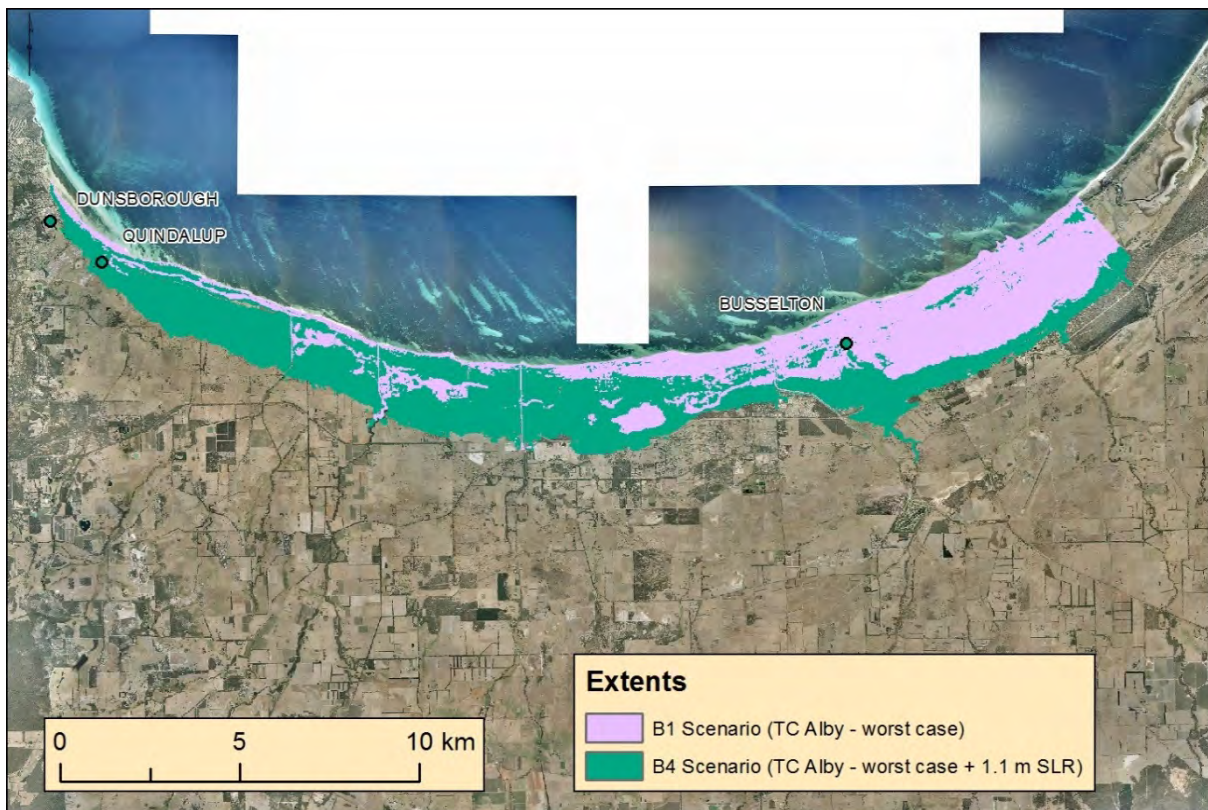 DUNSBOROUGH
QUINDALUP
BUSSELTON
Extents
B1 Scenario (TC Alby - worst case)
B4 Scenario (TC Alby - worst case + 1.1 m SLR)
0 5 10 km